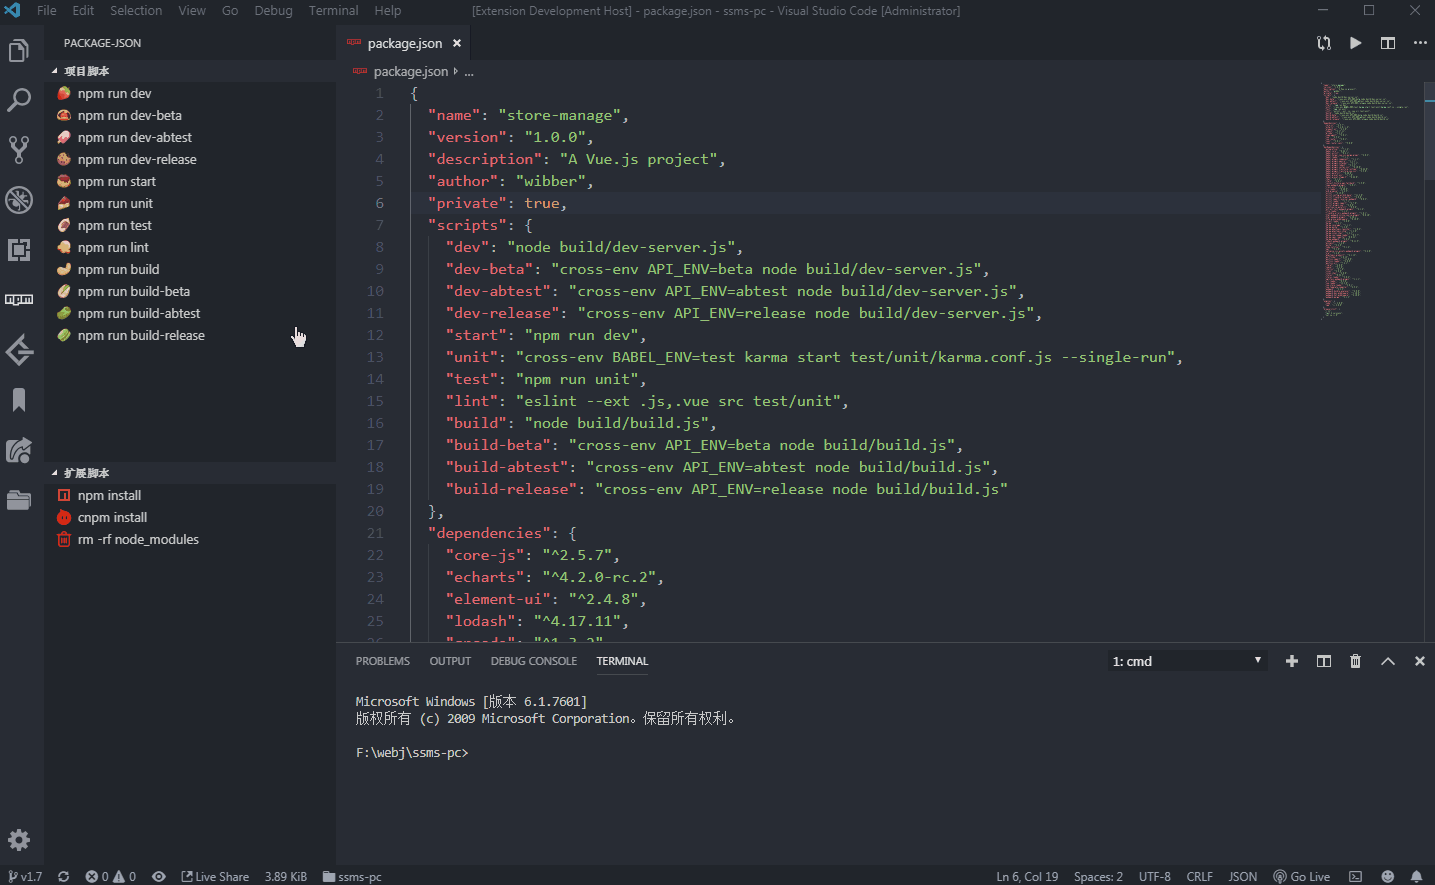 File Edit Selection View Go Debug Terminal Help
[Extension Development Host] - package.json - ssms-pc - Visual Studio Code [Administrator]
PACKAGE-JSON
项目脚本
npm run dev
npm run dev-beta
npm run dev-abtest
npm run dev-release
npm run start
npm run unit
npm run test
npm run lint
npm run build
npm run build-beta
npm run build-abtest
npm run build-release
扩展脚本
npm install
cnpm install
rm -rf node_modules
package.json
package.json ...
1 {
2 "name": "store-manage",
3 "version": "1.0.0",
4 "description": "A Vue.js project",
5 "author": "wibber",
6 "private": true,
7 "scripts": {
8 "dev": "node build/dev-server.js",
9 "dev-beta": "cross-env API_ENV=beta node build/dev-server.js",
10 "dev-abtest": "cross-env API_ENV=abtest node build/dev-server.js",
11 "dev-release": "cross-env API_ENV=release node build/dev-server.js",
12 "start": "npm run dev",
13 "unit": "cross-env BABEL_ENV=test karma start test/unit/karma.conf.js --single-run",
14 "test": "npm run unit",
15 "lint": "eslint --ext .js,.vue src test/unit",
16 "build": "node build/build.js",
17 "build-beta": "cross-env API_ENV=beta node build/build.js",
18 "build-abtest": "cross-env API_ENV=abtest node build/build.js",
19 "build-release": "cross-env API_ENV=release node build/build.js"
20 },
21 "dependencies": {
22 "core-js": "^2.5.7",
23 "echarts": "^4.2.0-rc.2",
24 "element-ui": "^2.4.8",
25 "lodash": "^4.17.11",
PROBLEMS OUTPUT DEBUG CONSOLE TERMINAL
1: cmd
Microsoft Windows [版本 6.1.7601]
版权所有 (c) 2009 Microsoft Corporation。保留所有权利。
F:\webj\ssms-pc>
v1.7 0 0 Live Share 3.89 KiB ssms-pc
Ln 6, Col 19 Spaces: 2 UTF-8 CRLF JSON Go Live